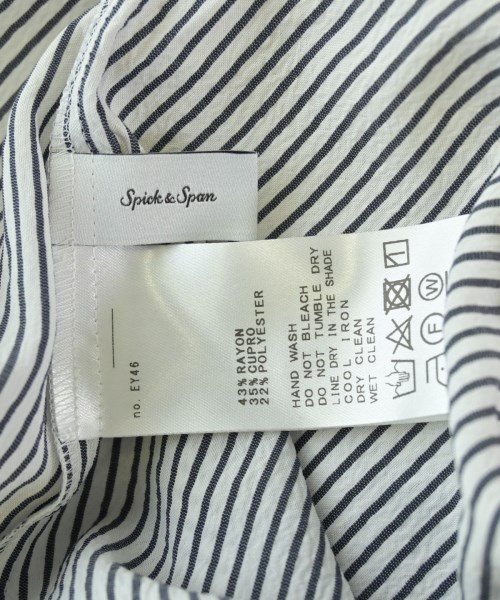 Spick & Span
no. EY46
43% RAYON
35% CUPRO
22% POLYESTER
HAND WASH
DO NOT BLEACH
DO NOT TUMBLE DRY
LINE DRY IN THE SHADE
COOL IRON
DRY CLEAN
WET CLEAN
F
W